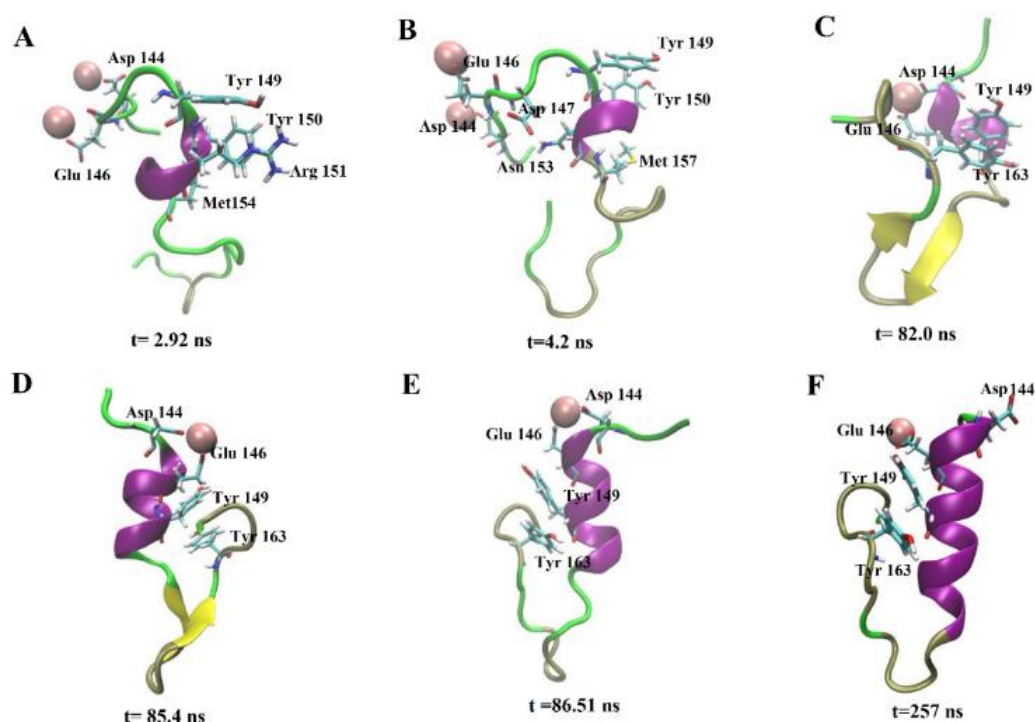 A
Asp 144
Tyr 149
Tyr 150
Glu 146
Arg 151
Met154
t= 2.92 ns
B
Tyr 149
Glu 146
Tyr 150
Asp 147
Asp 144
Asn 153
Met 157
t=4.2 ns
C
Asp 144
Tyr 149
Glu 146
Tyr 163
t= 82.0 ns
D
Asp 144
Glu 146
Tyr 149
Tyr 163
t= 85.4 ns
E
Asp 144
Glu 146
Tyr 149
Tyr 163
t =86.51 ns
F
Asp 144
Glu 146
Tyr 149
Tyr 163
t=257 ns